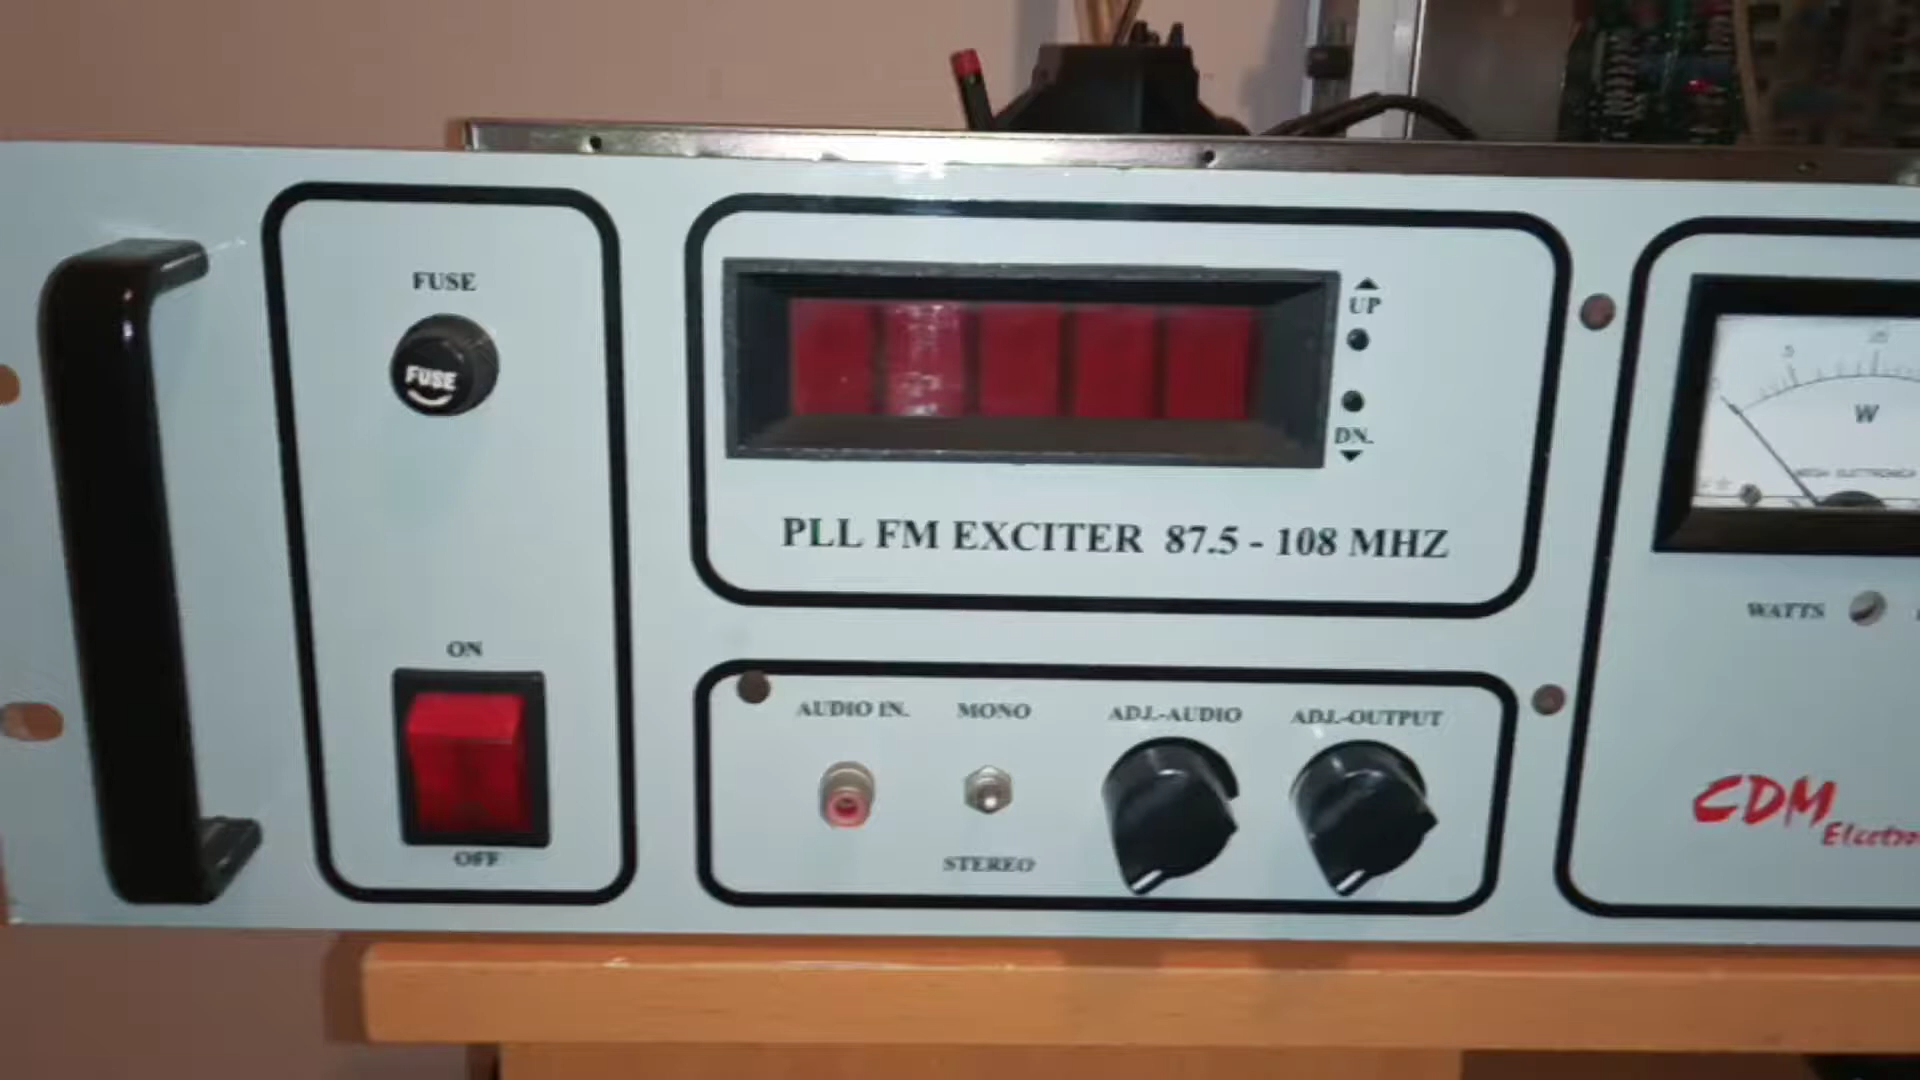 FUSE
FUSE
ON
OFF
UP
DN.
PLL FM EXCITER 87.5 - 108 MHZ
AUDIO IN.
MONO
STEREO
ADJ.-AUDIO
ADJ.-OUTPUT
5
W
WATTS
CDM